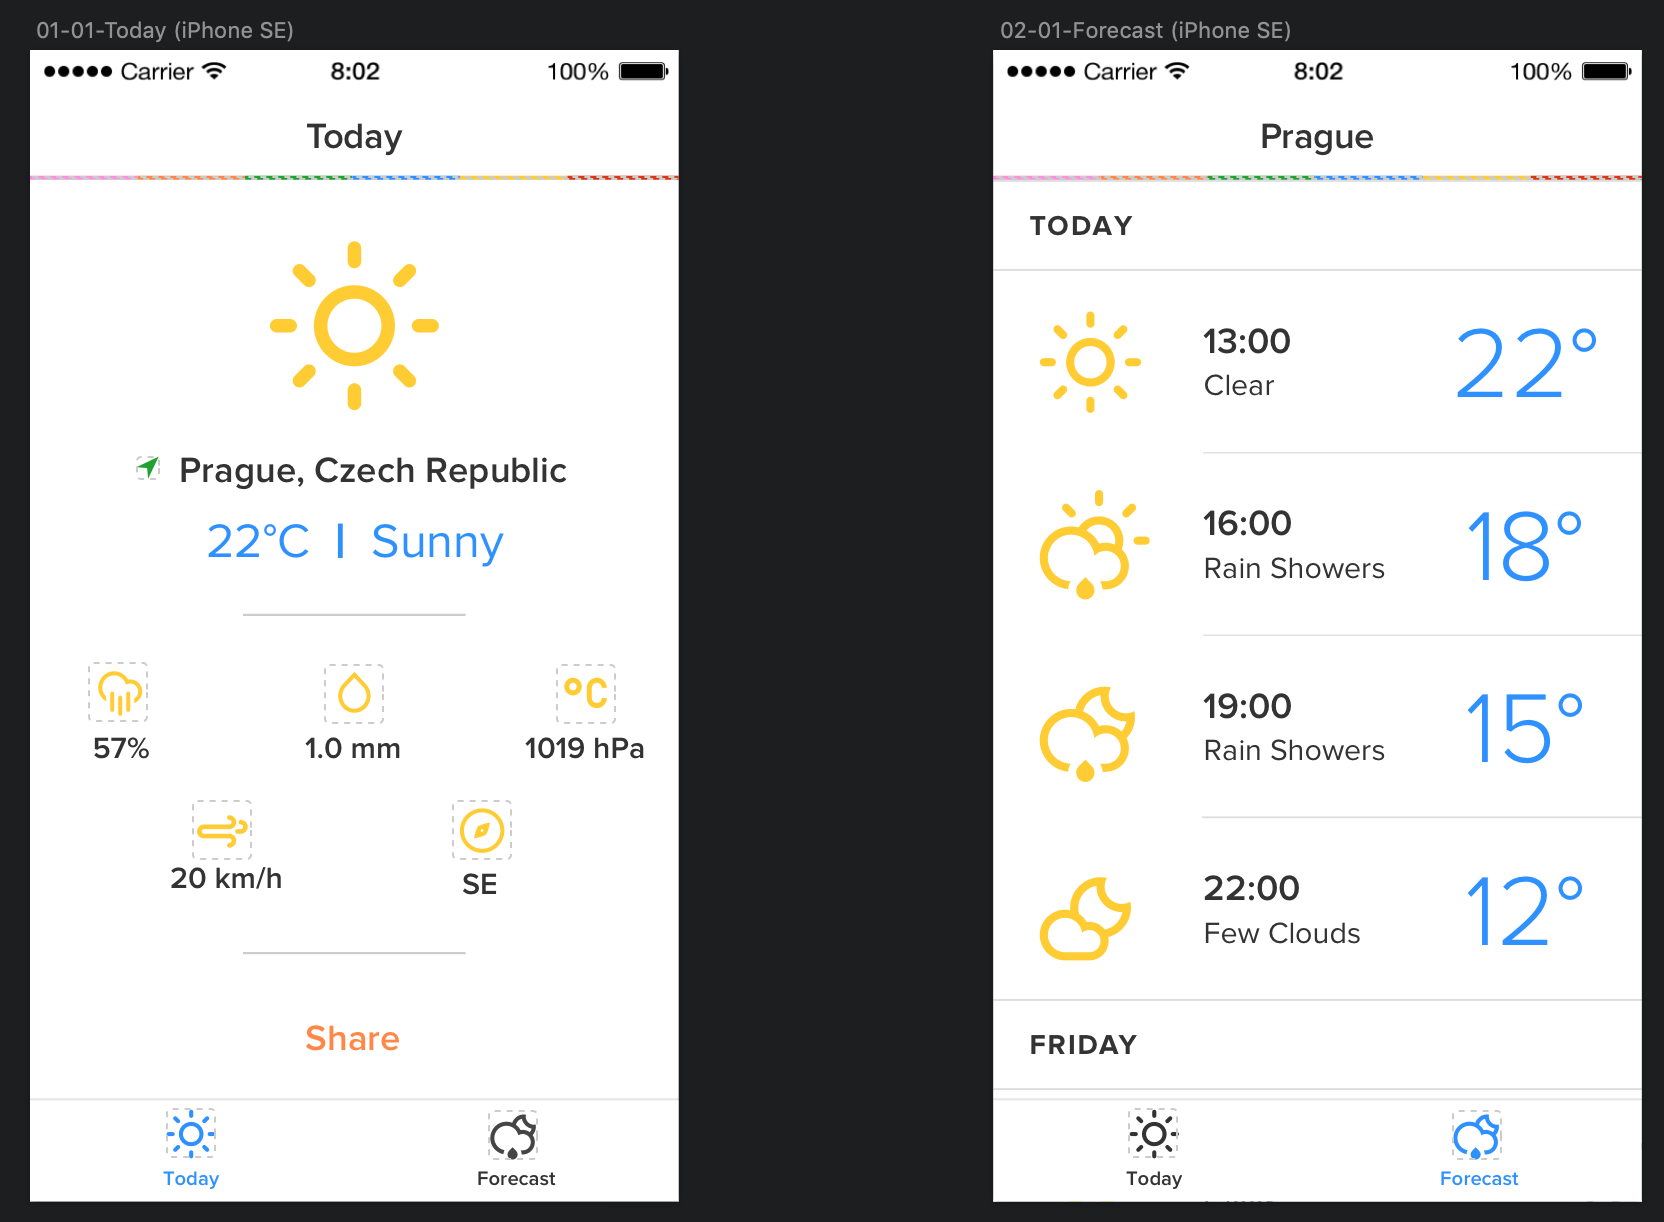 01-01-Today (iPhone SE)
Carrier 8:02 100%
Today
Prague, Czech Republic
22°C | Sunny
°C
57% 1.0 mm 1019 hPa
20 km/h SE
Share
Today Forecast
02-01-Forecast (iPhone SE)
Carrier 8:02 100%
Prague
TODAY
13:00
Clear
22°
16:00
Rain Showers
18°
19:00
Rain Showers
15°
22:00
Few Clouds
12°
FRIDAY
Today Forecast